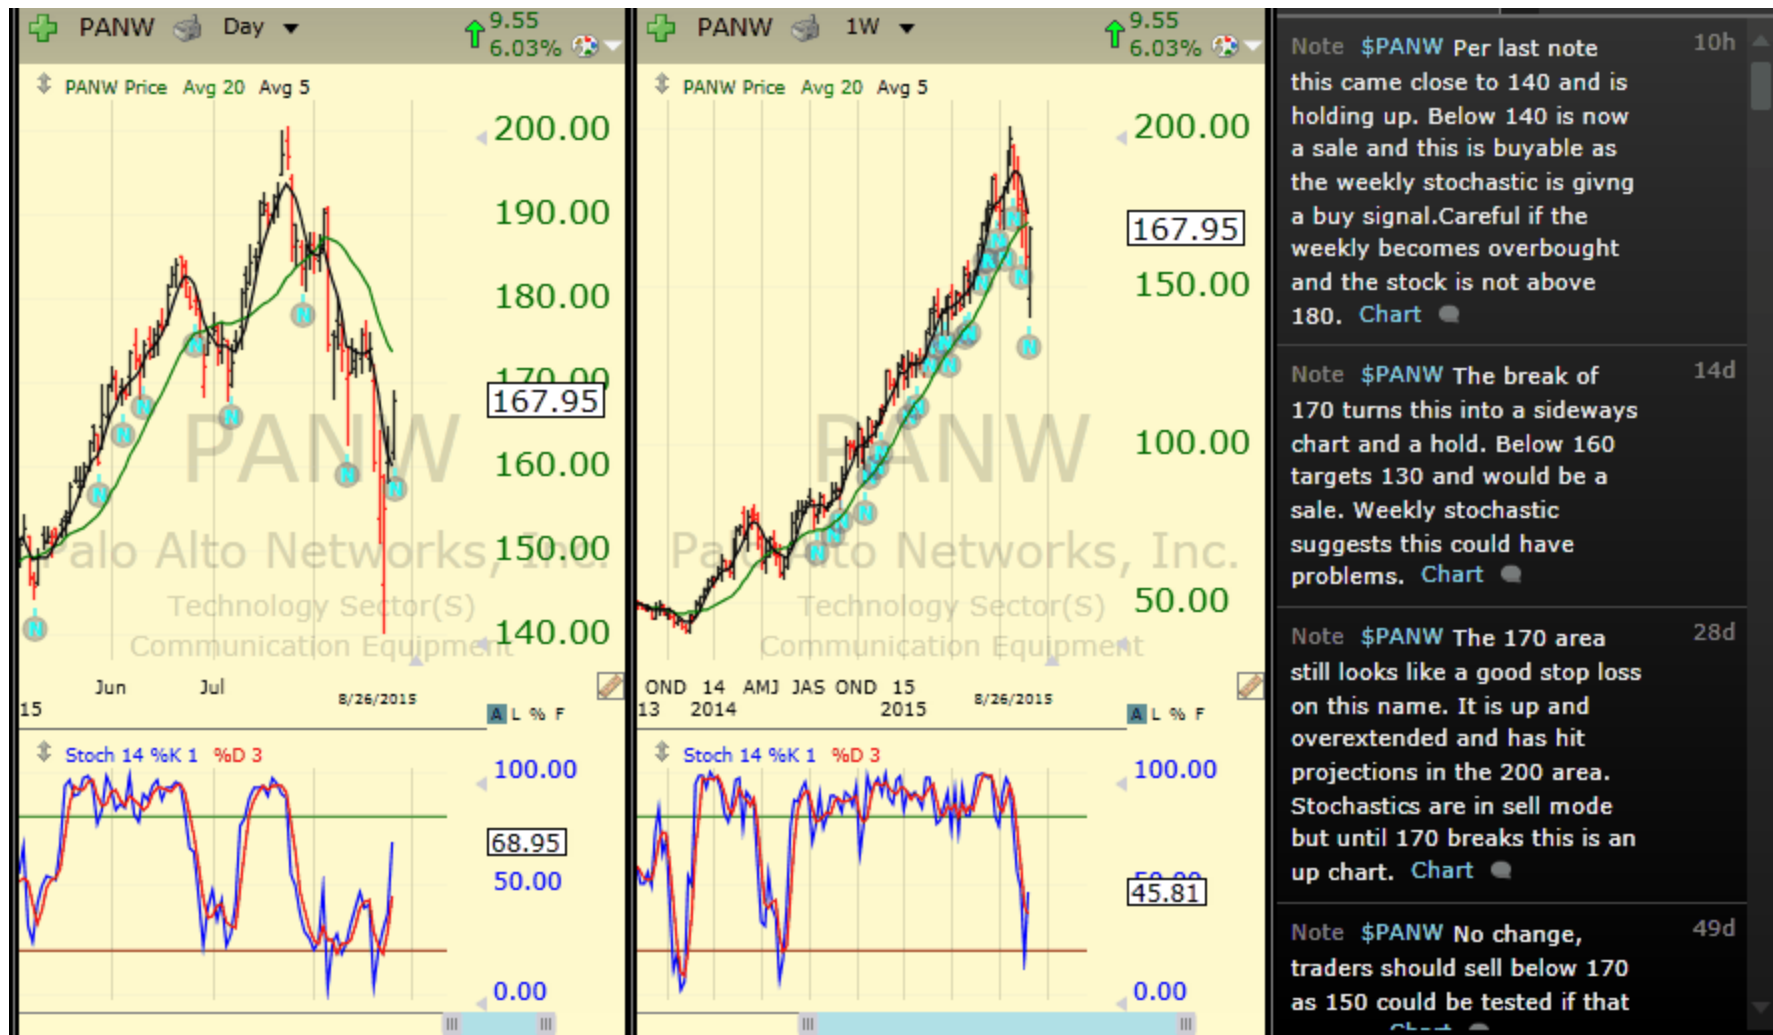 PANW Day
9.55
6.03%
PANW Price Avg 20 Avg 5
200.00
190.00
180.00
170.00
167.95
160.00
150.00
140.00
PANW
Palo Alto Networks, Inc.
Technology Sector(S)
Communication Equipment
N
N
N
N
N
N
N
N
N
Jun Jul
15
8/26/2015
A L % F
Stoch 14 %K 1 %D 3
100.00
68.95
50.00
0.00
PANW 1W
9.55
6.03%
PANW Price Avg 20 Avg 5
200.00
167.95
150.00
100.00
50.00
PANW
Palo Alto Networks, Inc.
Technology Sector(S)
Communication Equipment
OND 14 AMJ JAS OND 15
13 2014 2015
8/26/2015
A L % F
Stoch 14 %K 1 %D 3
100.00
50.00
45.81
0.00
Note $PANW Per last note 10h
this came close to 140 and is
holding up. Below 140 is now
a sale and this is buyable as
the weekly stochastic is givng
a buy signal.Careful if the
weekly becomes overbought
and the stock is not above
180. Chart
Note $PANW The break of 14d
170 turns this into a sideways
chart and a hold. Below 160
targets 130 and would be a
sale. Weekly stochastic
suggests this could have
problems. Chart
Note $PANW The 170 area 28d
still looks like a good stop loss
on this name. It is up and
overextended and has hit
projections in the 200 area.
Stochastics are in sell mode
but until 170 breaks this is an
up chart. Chart
Note $PANW No change, 49d
traders should sell below 170
as 150 could be tested if that
Chart